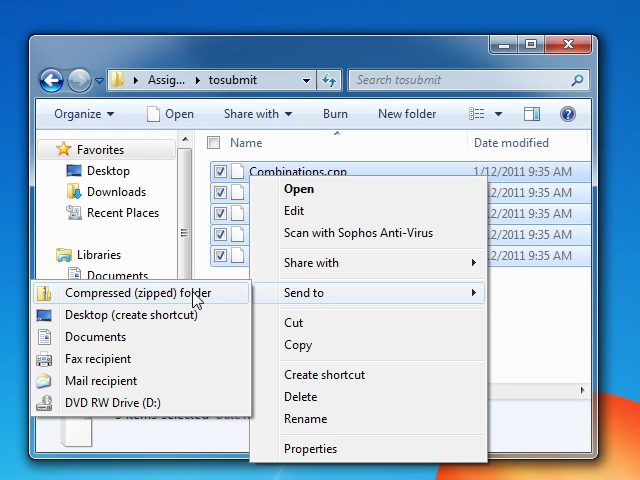 Assig... tosubmit
Search tosubmit
Organize Open Share with Burn New folder
Favorites
Desktop
Downloads
Recent Places
Libraries
Documents
Name Date modified
Combinations.cpp 1/12/2011 9:35 AM
/12/2011 9:35 AM
/12/2011 9:35 AM
/12/2011 9:35 AM
/12/2011 9:35 AM
Open
Edit
Scan with Sophos Anti-Virus
Share with
Send to
Cut
Copy
Create shortcut
Delete
Rename
Properties
Compressed (zipped) folder
Desktop (create shortcut)
Documents
Fax recipient
Mail recipient
DVD RW Drive (D:)